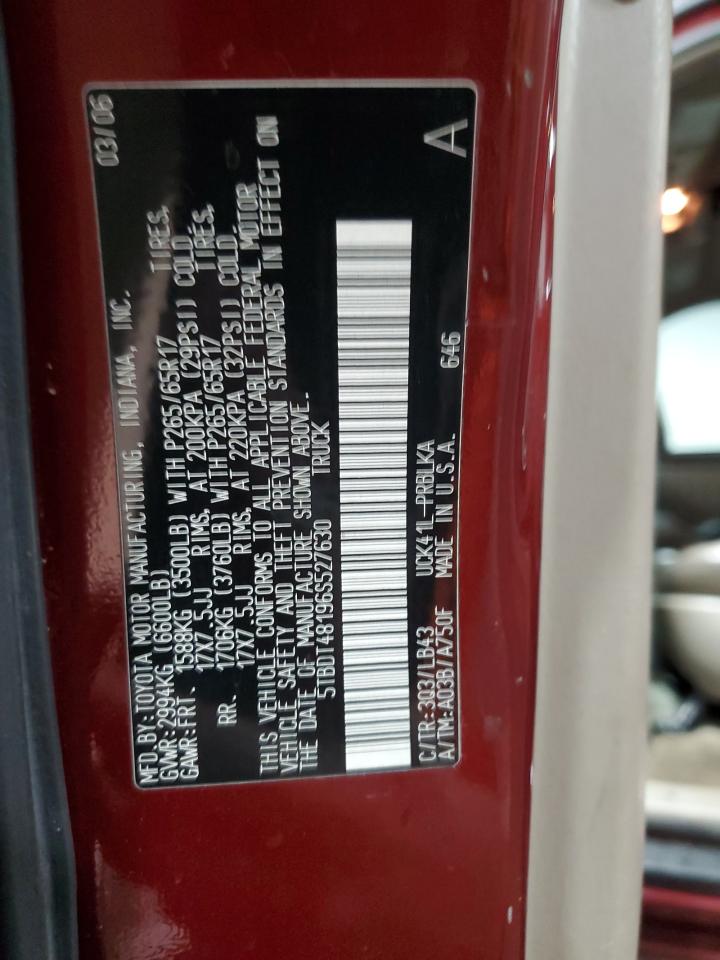 MFD.BY:TOYOTA MOTOR MANUFACTURING, INDIANA, INC. 03/06
GVWR:2994KG (6600LB)
GAWR:FRT. 1588KG (3500LB) WITH P265/65R17 TIRES,
17X7.5JJ RIMS, AT 200KPA (29PSI) COLD.
RR. 1706KG (3760LB) WITH P265/65R17 TIRES,
17X7.5JJ RIMS, AT 220KPA (32PSI) COLD.
THIS VEHICLE CONFORMS TO ALL APPLICABLE FEDERAL MOTOR
VEHICLE SAFETY AND THEFT PREVENTION STANDARDS IN EFFECT ON
THE DATE OF MANUFACTURE SHOWN ABOVE.
5TBDT48196S527630 TRUCK
C/TR:303/LB43 UCK41L-PRBLKA 646
A/TM:A03B/A750F MADE IN U.S.A. A